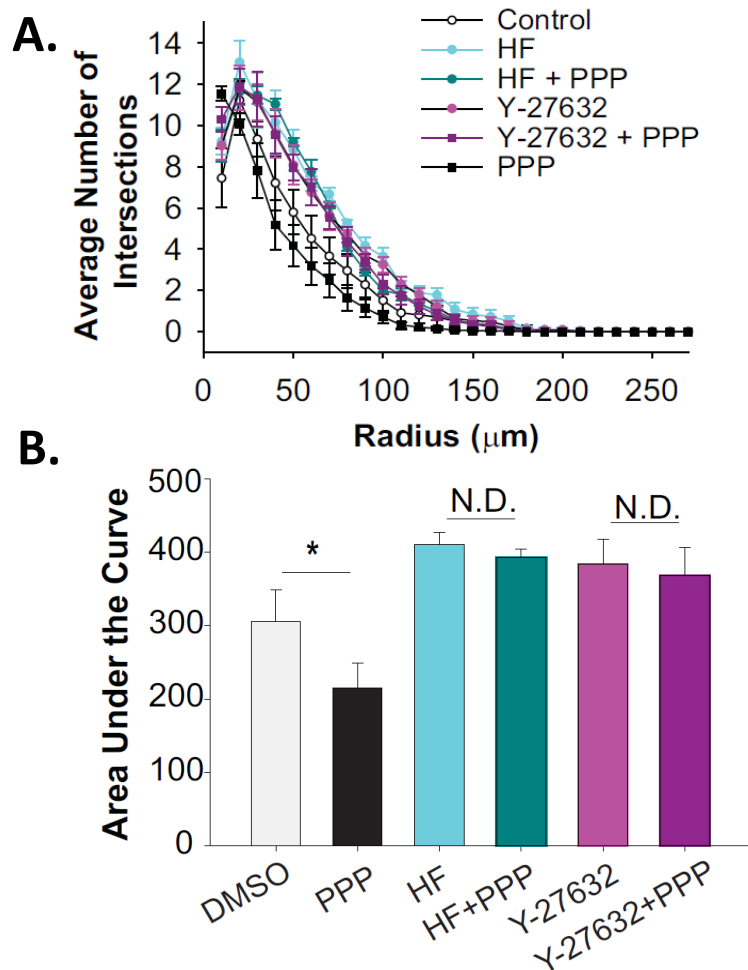 A.
Average Number of
Intersections
14
12
10
8
6
4
2
0
Control
HF
HF + PPP
Y-27632
Y-27632 + PPP
PPP
0 50 100 150 200 250
Radius (μm)
B.
Area Under the Curve
500
400
300
200
100
0
*
N.D.
N.D.
DMSO
PPP
HF
HF+PPP
Y-27632
Y-27632+PPP